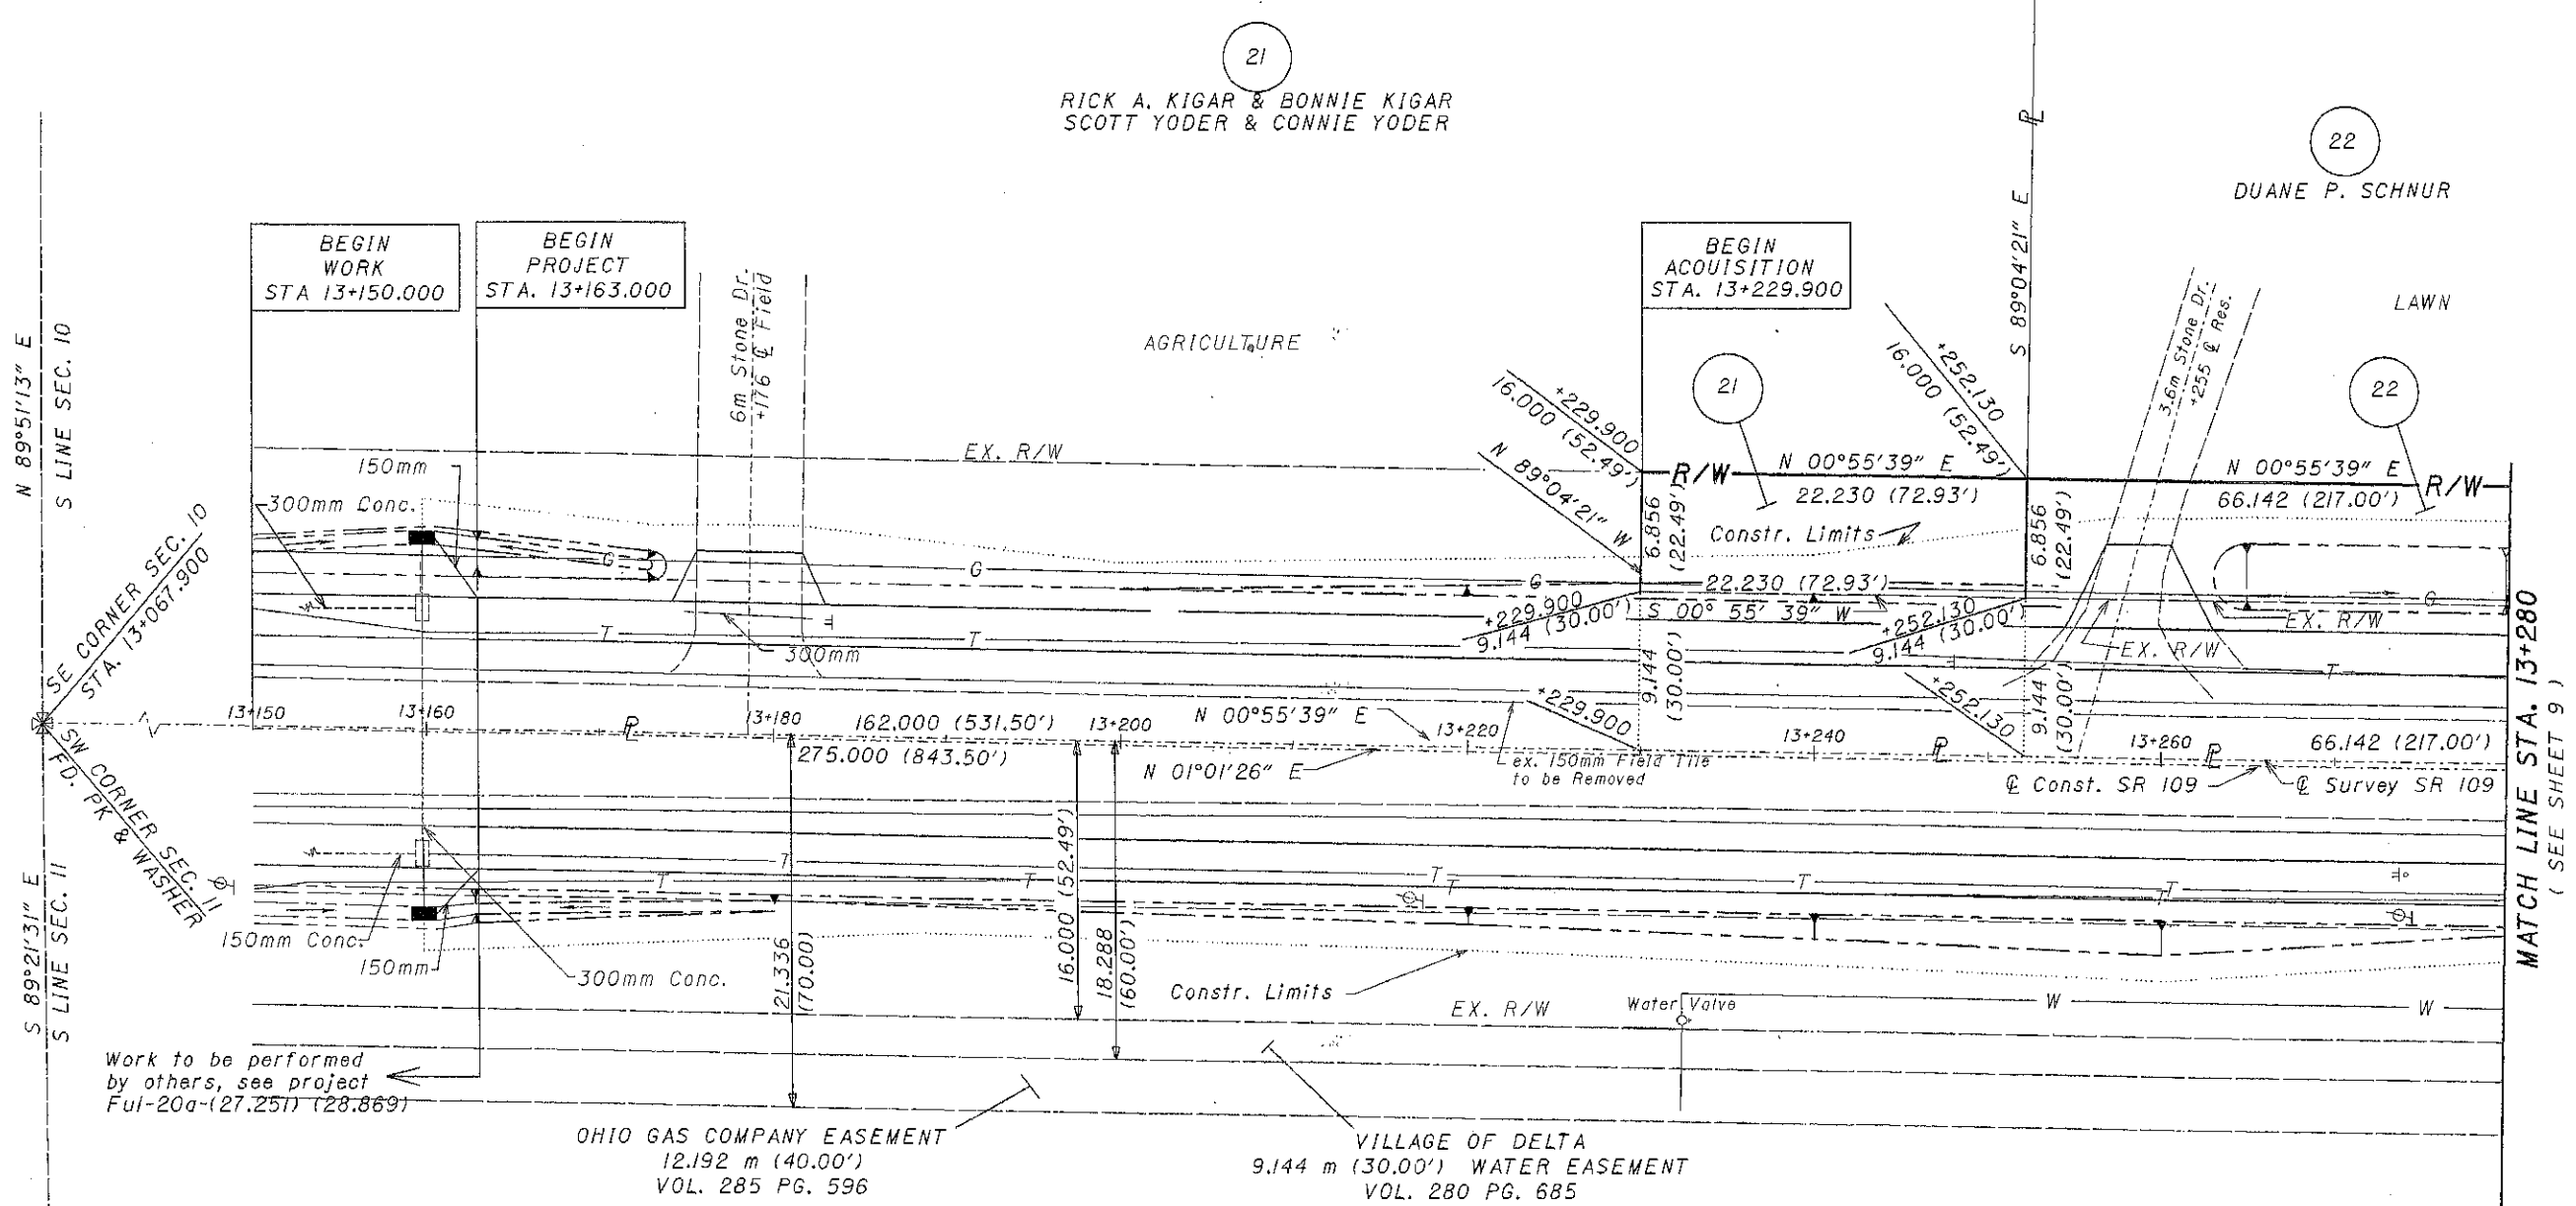 21
RICK A. KIGAR & BONNIE KIGAR
SCOTT YODER & CONNIE YODER
22
DUANE P. SCHNUR
LAWN
BEGIN
WORK
STA 13+150.000
BEGIN
PROJECT
STA. 13+163.000
BEGIN
ACQUISITION
STA. 13+229.900
N 89°51'13" E
S LINE SEC. 10
SE CORNER SEC. 10
STA. 13+067.900
SW CORNER SEC. 11
FD. PK & WASHER
S 89°21'31" E
S LINE SEC. 11
6m Stone Dr.
+176 ℄ Field
AGRICULTURE
EX. R/W
150mm
300mm Conc.
G
G
G
G
T
T
T
300mm
+229.900
16.000 (52.49')
N 89°04'21" W
21
+252.130
16.000 (52.49')
S 89°04'21" E
PL
3.6m Stone Dr.
+255 ℄ Res.
22
R/W
N 00°55'39" E
22.230 (72.93')
N 00°55'39" E
66.142 (217.00')
R/W
6.856
(22.49')
Constr. Limits
6.856
(22.49')
22.230 (72.93')
S 00° 55' 39" W
+229.900
9.144 (30.00')
+252.130
9.144 (30.00')
EX. R/W
EX. R/W
9.144
(30.00')
9.144
(30.00')
+229.900
+252.130
13+150
13+160
PL
13+180
162.000 (531.50')
13+200
N 00°55'39" E
13+220
13+240
PL
13+260
PL
66.142 (217.00')
275.000 (843.50')
N 01°01'26" E
ex. 150mm Field Tile
to be Removed
℄ Const. SR 109
℄ Survey SR 109
MATCH LINE STA. 13+280
( SEE SHEET 9 )
T
T
T
T
T
T
T
150mm Conc.
150mm
300mm Conc.
21.336
(70.00)
16.000 (152.49')
18.288
(60.00')
Constr. Limits
EX. R/W
Water Valve
W
W
Work to be performed
by others, see project
Ful-20a-(27.251) (28.869)
OHIO GAS COMPANY EASEMENT
12.192 m (40.00')
VOL. 285 PG. 596
VILLAGE OF DELTA
9.144 m (30.00') WATER EASEMENT
VOL. 280 PG. 685